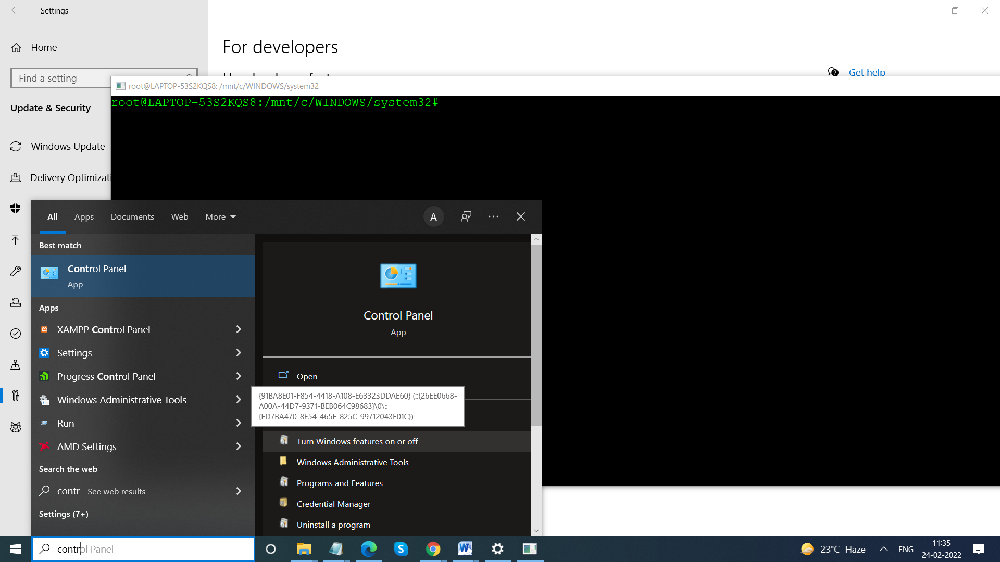 Settings
Home
Find a setting
Update & Security
Windows Update
Delivery Optimizati
For developers
Use developer features
Get help
root@LAPTOP-53S2KQS8: /mnt/c/WINDOWS/system32
root@LAPTOP-53S2KQS8:/mnt/c/WINDOWS/system32#
All
Apps
Documents
Web
More
A
Best match
Control Panel
App
Apps
XAMPP Control Panel
Settings
Progress Control Panel
Windows Administrative Tools
Run
AMD Settings
Search the web
contr - See web results
Settings (7+)
Control Panel
App
Open
{91BA8E01-F854-4418-A108-E63323DDAE60} (::{26EE0668-
A00A-44D7-9371-BEB064C98683}\0\::
{ED7BA470-8E54-465E-825C-99712043E01C})
Turn Windows features on or off
Windows Administrative Tools
Programs and Features
Credential Manager
Uninstall a program
control Panel
23°C Haze
ENG
11:35
24-02-2022